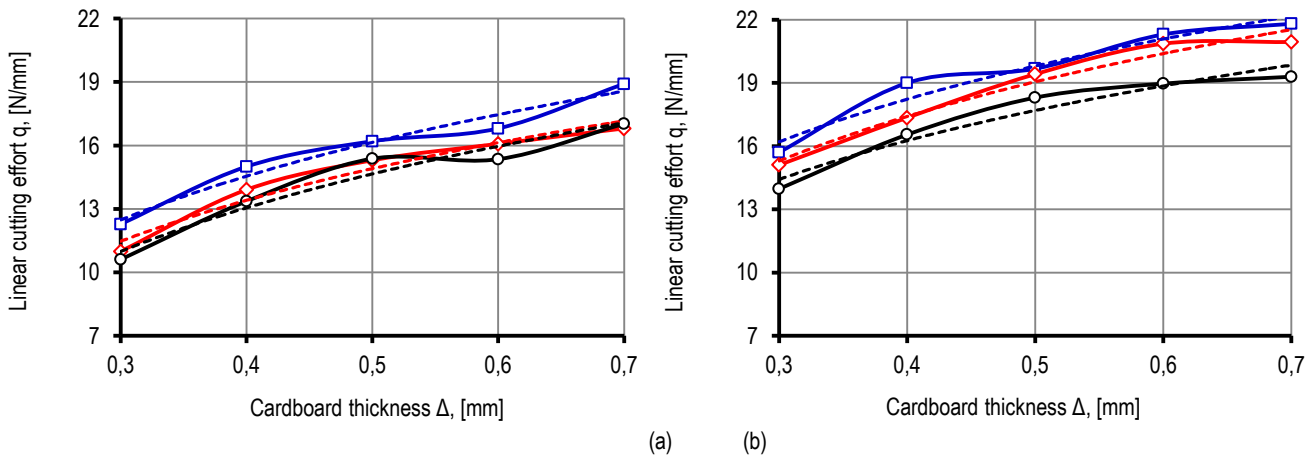 Linear cutting effort q, [N/mm]
22
19
16
13
10
7
0,3 0,4 0,5 0,6 0,7
Cardboard thickness Δ, [mm]
Linear cutting effort q, [N/mm]
22
19
16
13
10
7
0,3 0,4 0,5 0,6 0,7
Cardboard thickness Δ, [mm]
(a) (b)